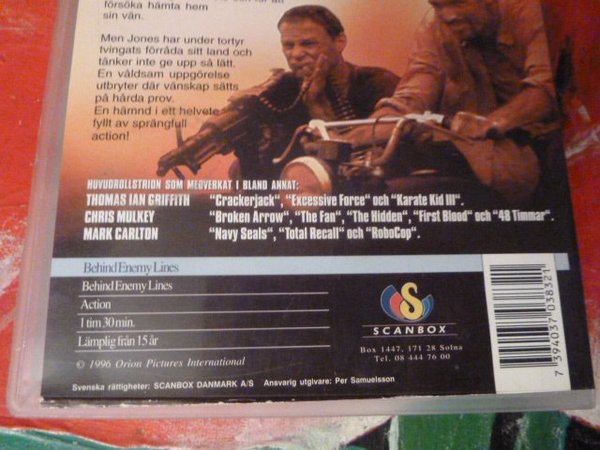 försöka hämta hem
sin vän.
Men Jones har under tortyr
tvingats förråda sitt land och
tänker inte ge upp så lätt.
En våldsam uppgörelse
utbryter där vänskap sätts
på hårda prov.
En hämnd i ett helvete
fyllt av sprängfull
action!
HUVUDROLLSTRION SOM MEDVERKAT I BLAND ANNAT:
THOMAS IAN GRIFFITH "Crackerjack", "Excessive Force" och "Karate Kid III".
CHRIS MULKEY "Broken Arrow", "The Fan", "The Hidden", "First Blood" och "48 Timmar".
MARK CARLTON "Navy Seals", "Total Recall" och "RoboCop".
Behind Enemy Lines
Behind Enemy Lines
Action
1 tim 30 min.
Lämplig från 15 år
© 1996 Orion Pictures International
S
SCANBOX
Box 1447, 171 28 Solna
Tel. 08 444 76 00
Svenska rättigheter: SCANBOX DANMARK A/S Ansvarig utgivare: Per Samuelsson
7 394037 038321